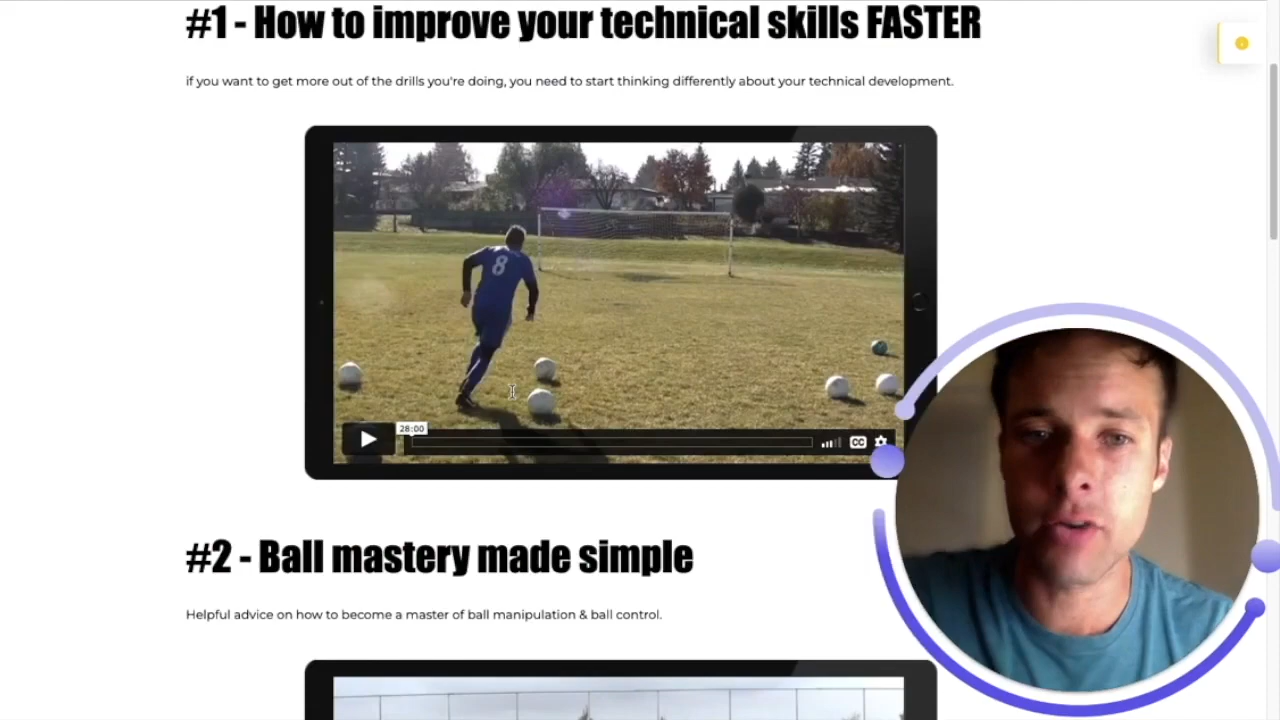 #1 - How to improve your technical skills FASTER
if you want to get more out of the drills you're doing, you need to start thinking differently about your technical development.
8
28:00
CC
#2 - Ball mastery made simple
Helpful advice on how to become a master of ball manipulation & ball control.